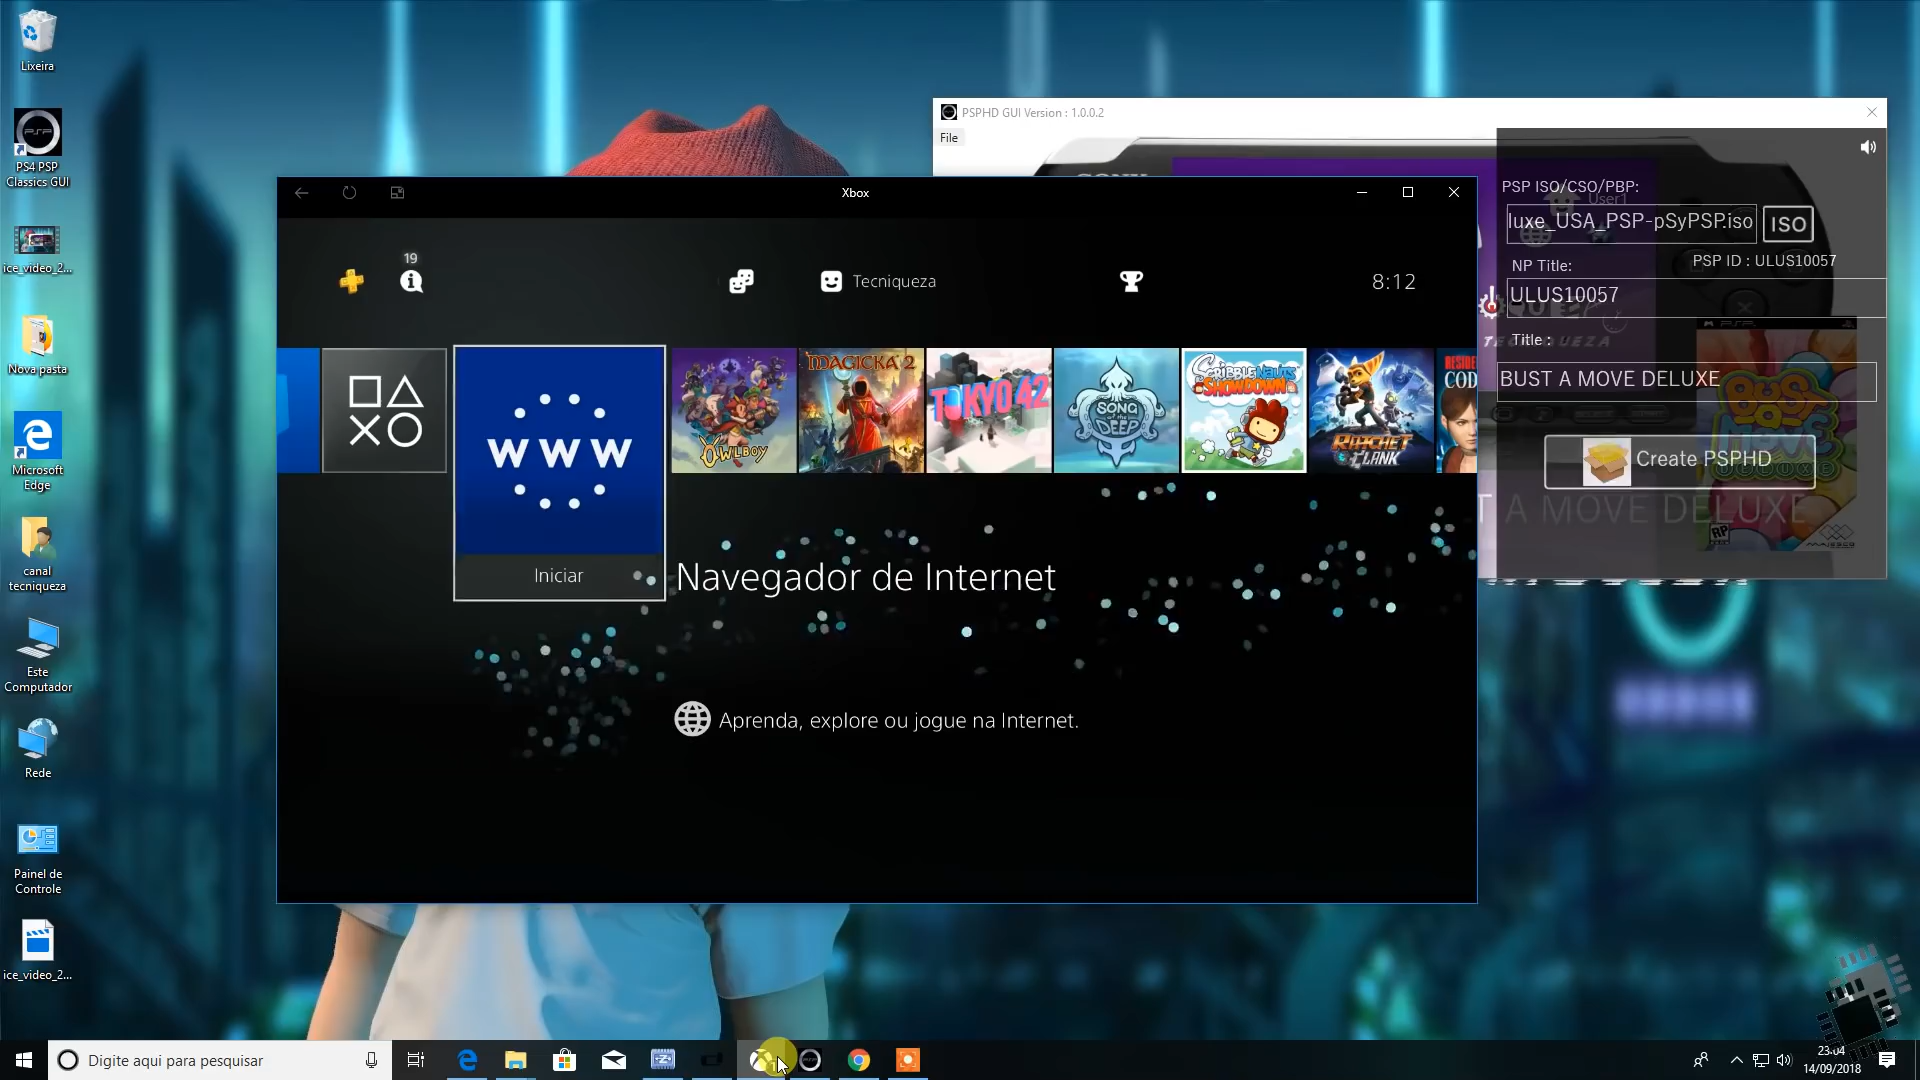 Lixeira
PS4 PSP
Classics GUI
ice_video_2...
Nova pasta
Microsoft
Edge
canal
tecniqueza
Este
Computador
Rede
Painel de
Controle
ice_video_2...
PSPHD GUI Version : 1.0.0.2
File
Xbox
19
Tecniqueza
8:12
WWW
OWLBOY
MAGICKA 2
TOKYO 42
SONG
OF THE
DEEP
SCRIBBLENAUTS
SHOWDOWN
RATCHET
CLANK
Iniciar
Navegador de Internet
Aprenda, explore ou jogue na Internet.
PSP ISO/CSO/PBP:
User1
luxe_USA_PSP-pSyPSP.iso
ISO
PSP ID : ULUS10057
NP Title:
ULUS10057
Title :
BUST A MOVE DELUXE
Create PSPHD
T A MOVE DELUXE
Digite aqui para pesquisar
23:04
14/09/2018